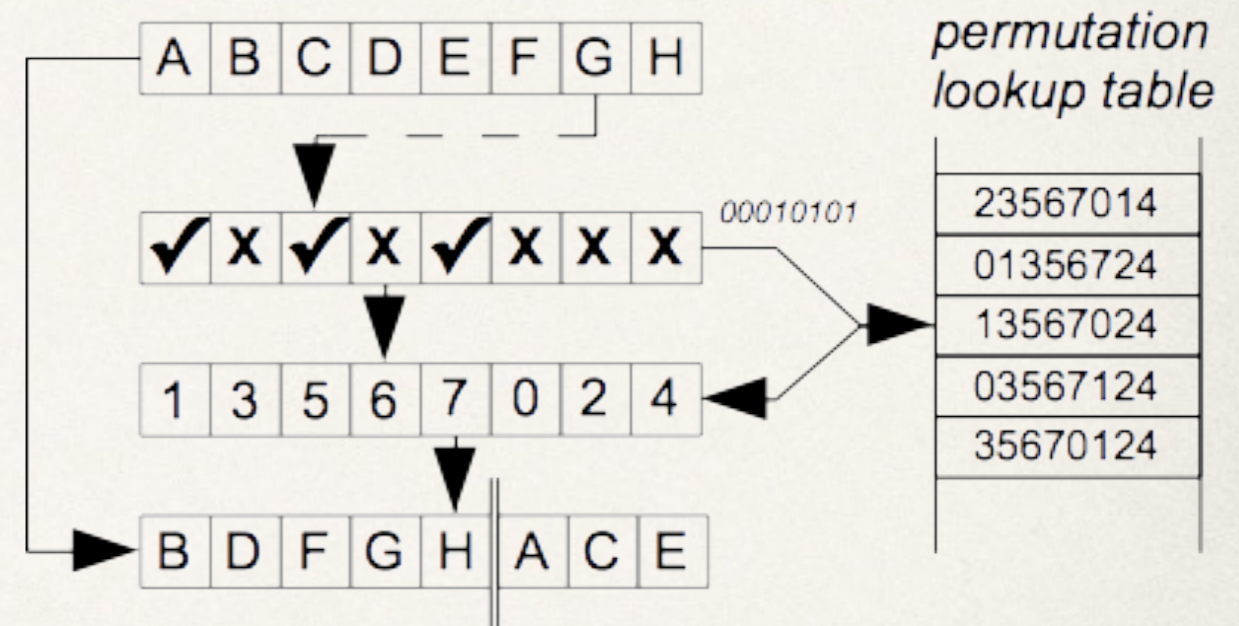 permutation
lookup table
A B C D E F G H
✓ X ✓ X ✓ X X X
00010101
1 3 5 6 7 0 2 4
B D F G H A C E
23567014
01356724
13567024
03567124
35670124